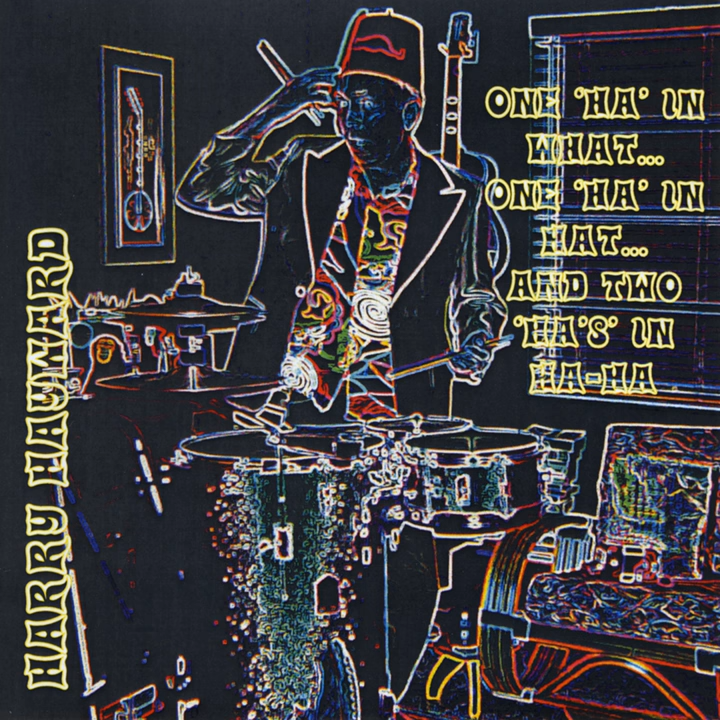 ONE 'HA' IN
WHAT...
ONE 'HA' IN
HAT...
AND TWO
'HA'S' IN
HA-HA
HARRY HAYWARD